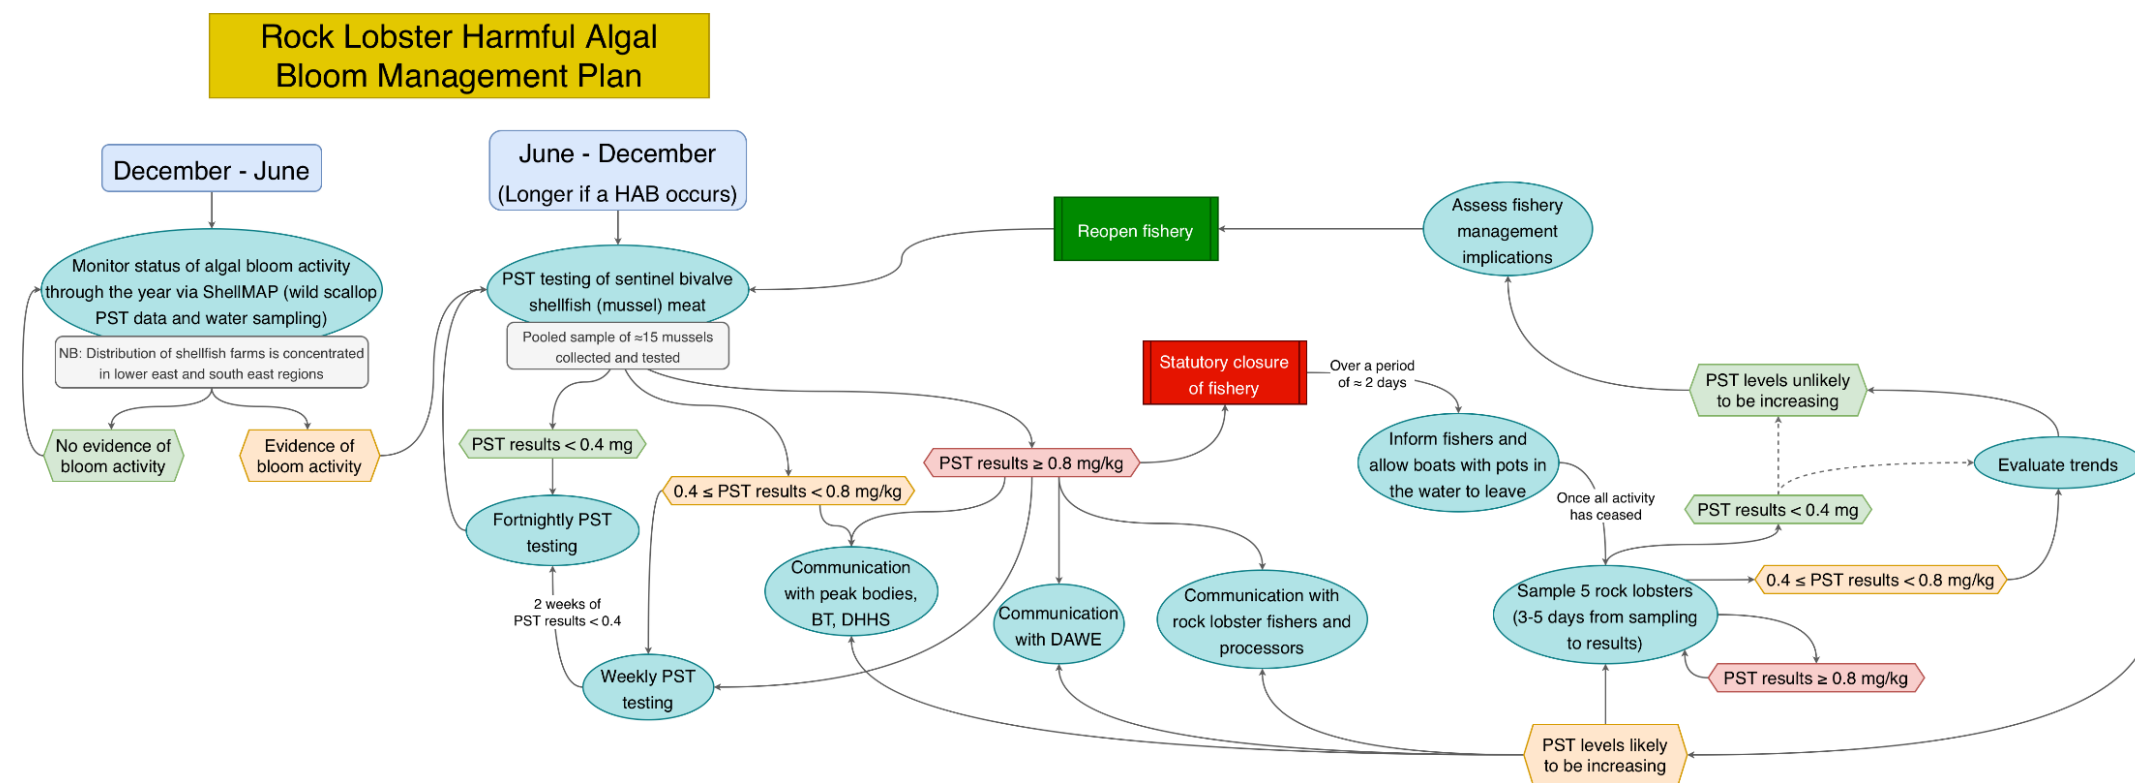 Rock Lobster Harmful Algal
Bloom Management Plan
December - June
Monitor status of algal bloom activity
through the year via ShellMAP (wild scallop
PST data and water sampling)
NB: Distribution of shellfish farms is concentrated
in lower east and south east regions
No evidence of
bloom activity
Evidence of
bloom activity
June - December
(Longer if a HAB occurs)
PST testing of sentinel bivalve
shellfish (mussel) meat
Pooled sample of ≈15 mussels
collected and tested
PST results < 0.4 mg
Fortnightly PST
testing
2 weeks of
PST results < 0.4
Weekly PST
testing
0.4 ≤ PST results < 0.8 mg/kg
PST results ≥ 0.8 mg/kg
Communication
with peak bodies,
BT, DHHS
Communication
with DAWE
Communication with
rock lobster fishers and
processors
Statutory closure
of fishery
Over a period
of ≈ 2 days
Inform fishers and
allow boats with pots in
the water to leave
Once all activity
has ceased
Sample 5 rock lobsters
(3-5 days from sampling
to results)
PST results < 0.4 mg
0.4 ≤ PST results < 0.8 mg/kg
PST results ≥ 0.8 mg/kg
Evaluate trends
PST levels likely
to be increasing
PST levels unlikely
to be increasing
Assess fishery
management
implications
Reopen fishery